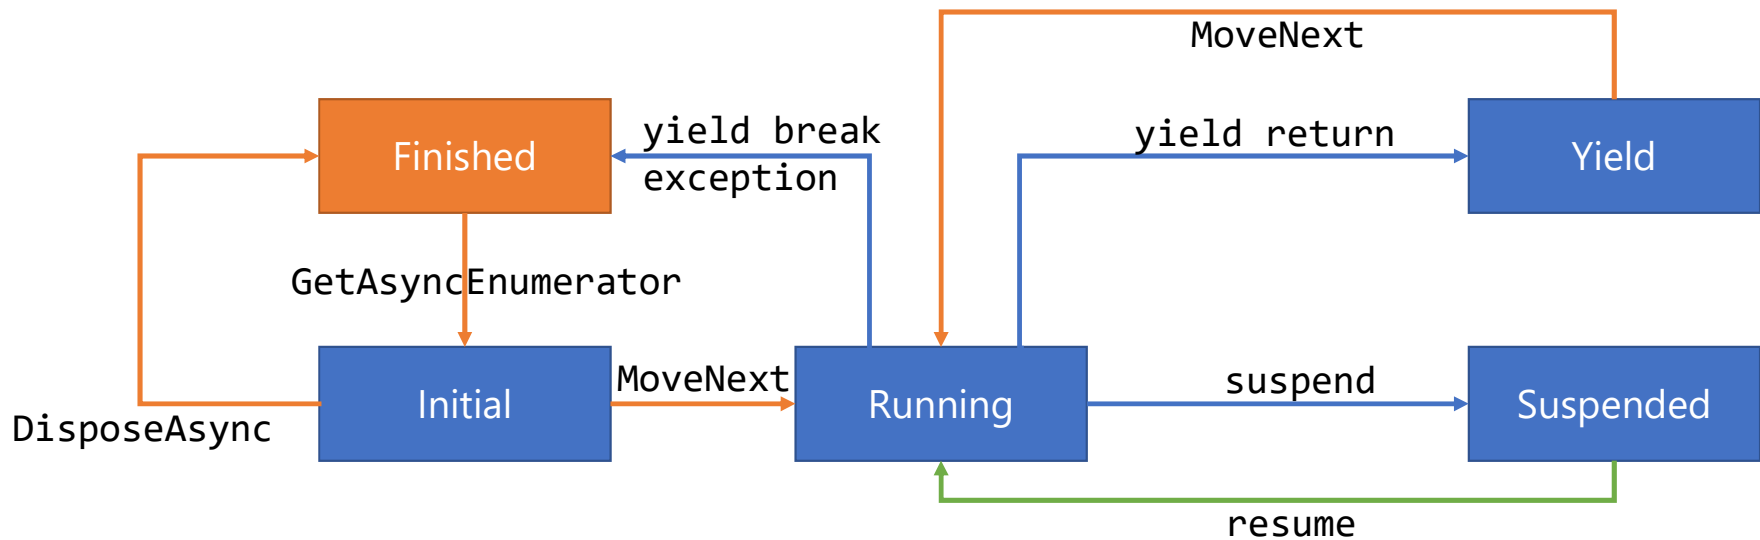 MoveNext
yield break
yield return
Finished
Yield
exception
GetAsyncEnumerator
MoveNext
suspend
Initial
Running
Suspended
DisposeAsync
resume